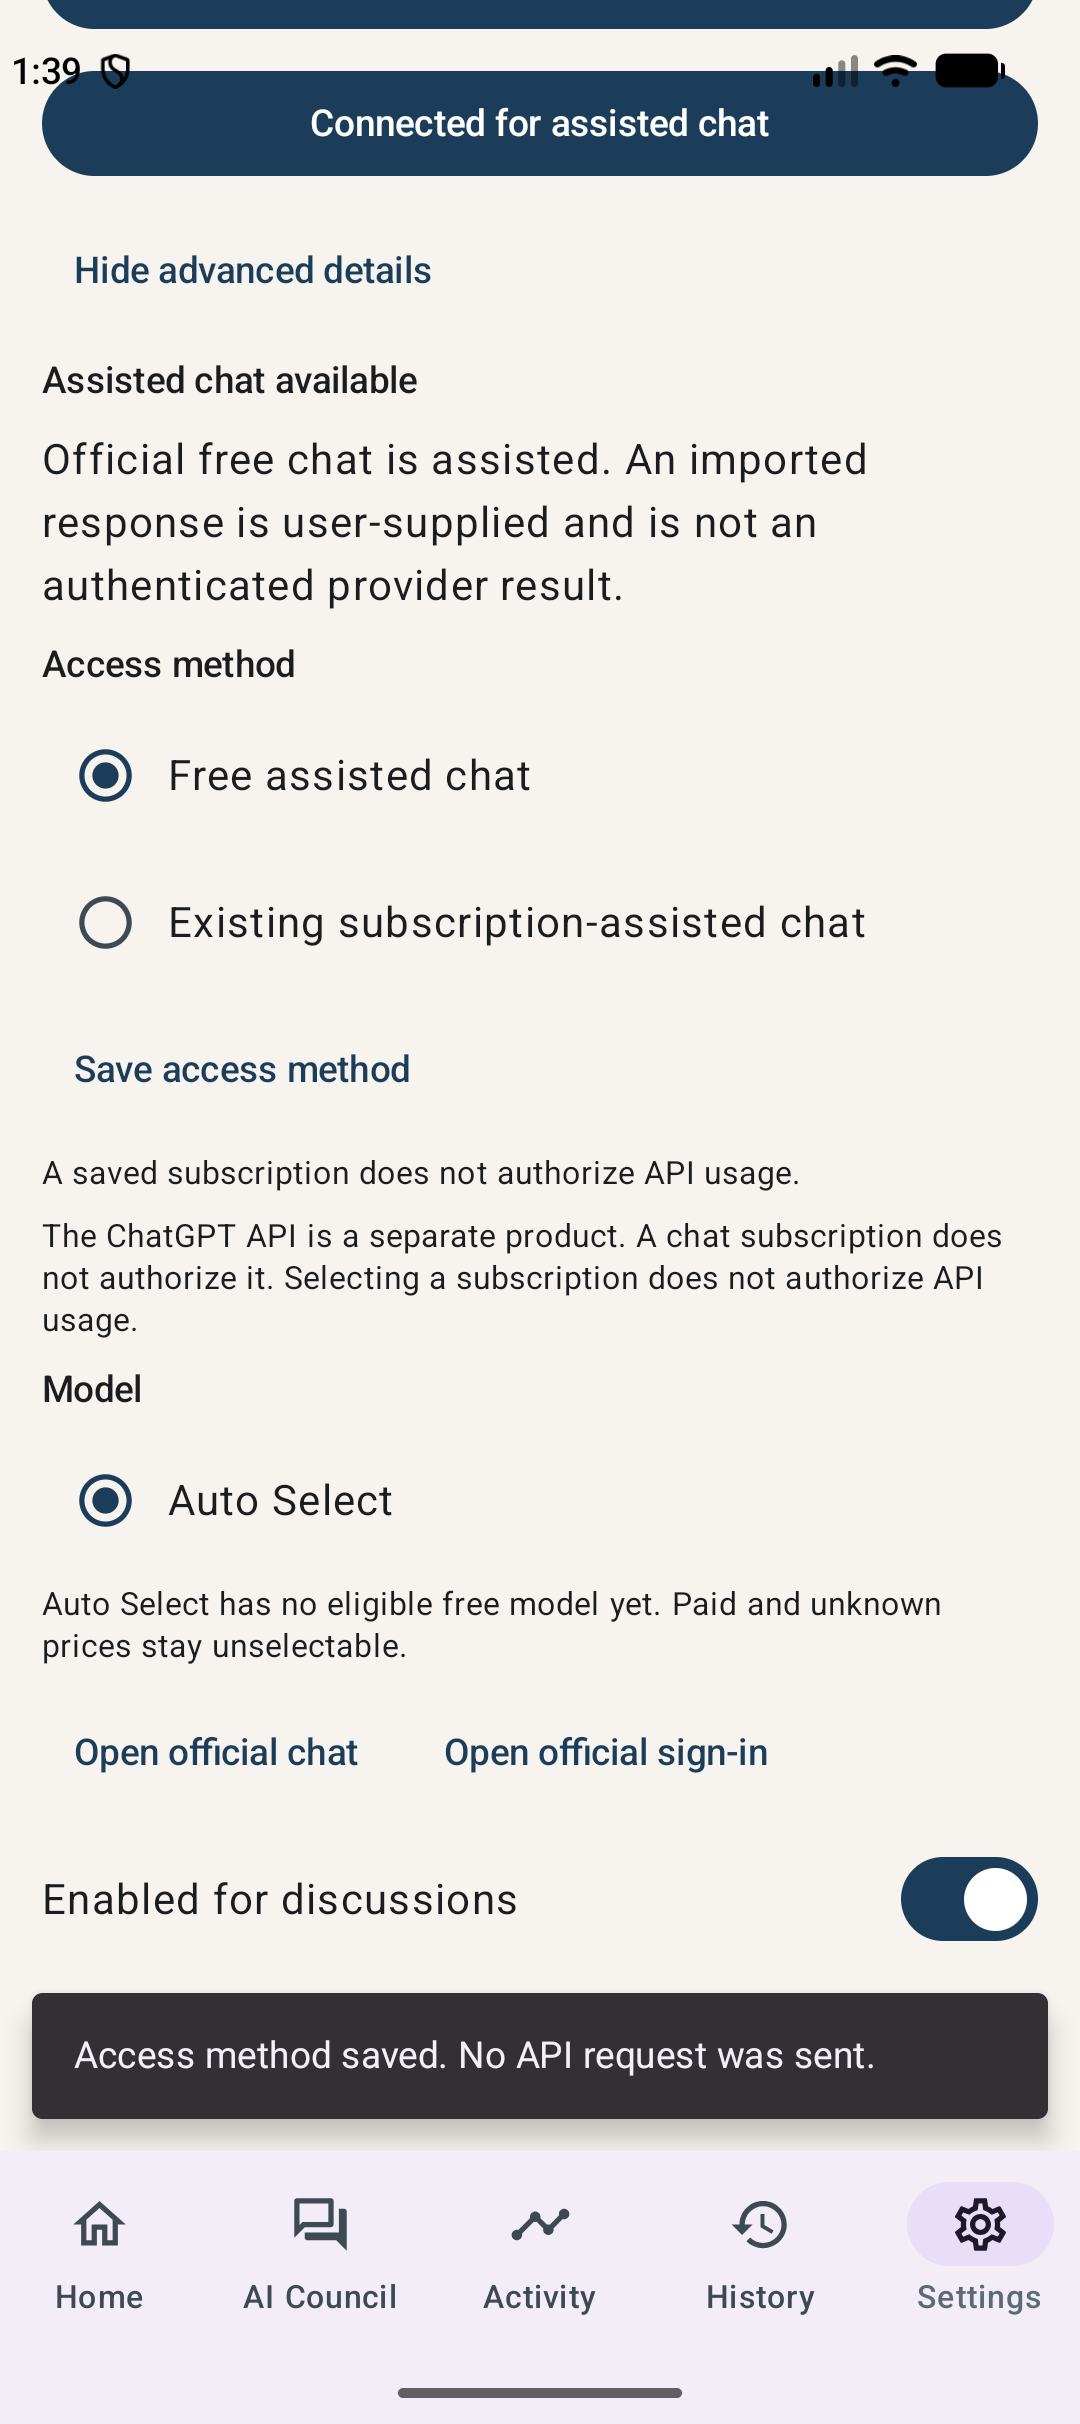 1:39
Connected for assisted chat
Hide advanced details
Assisted chat available
Official free chat is assisted. An imported
response is user-supplied and is not an
authenticated provider result.
Access method
Free assisted chat
Existing subscription-assisted chat
Save access method
A saved subscription does not authorize API usage.
The ChatGPT API is a separate product. A chat subscription does
not authorize it. Selecting a subscription does not authorize API
usage.
Model
Auto Select
Auto Select has no eligible free model yet. Paid and unknown
prices stay unselectable.
Open official chat
Open official sign-in
Enabled for discussions
Access method saved. No API request was sent.
Home
AI Council
Activity
History
Settings